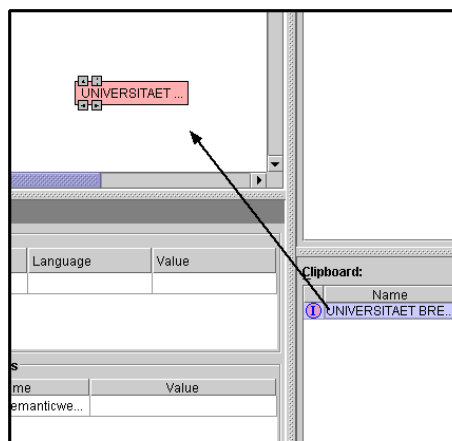 UNIVERSITAET ...
Language Value
Clipboard:
Name
I UNIVERSITAET BRE...
s
me Value
emanticwe...